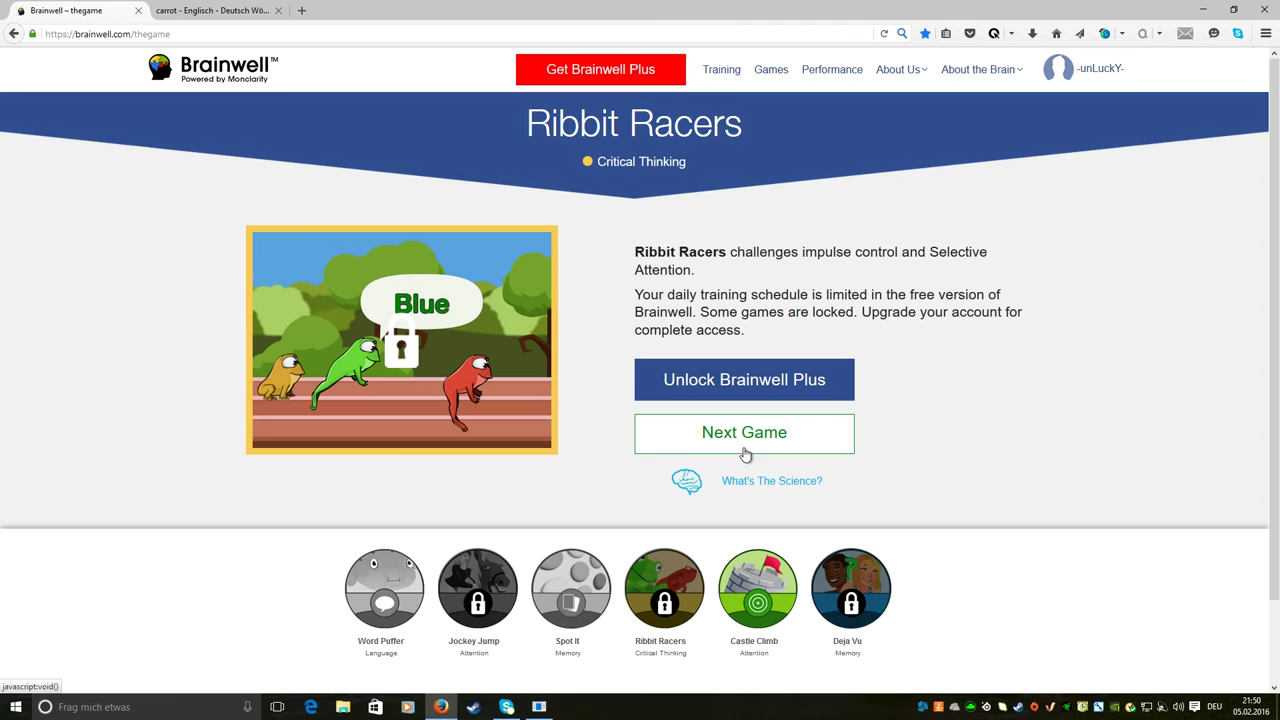 Brainwell – thegame
carrot - Englisch - Deutsch Wö...
https://brainwell.com/thegame
Brainwell™
Powered by Monclarity
Get Brainwell Plus
Training
Games
Performance
About Us
About the Brain
-unLuckY-
Ribbit Racers
Critical Thinking
Blue
Ribbit Racers challenges impulse control and Selective
Attention.
Your daily training schedule is limited in the free version of
Brainwell. Some games are locked. Upgrade your account for
complete access.
Unlock Brainwell Plus
Next Game
What's The Science?
Word Puffer
Language
Jockey Jump
Attention
Spot It
Memory
Ribbit Racers
Critical Thinking
Castle Climb
Attention
Deja Vu
Memory
javascript:void()
Frag mich etwas
DEU
21:50
05.02.2016